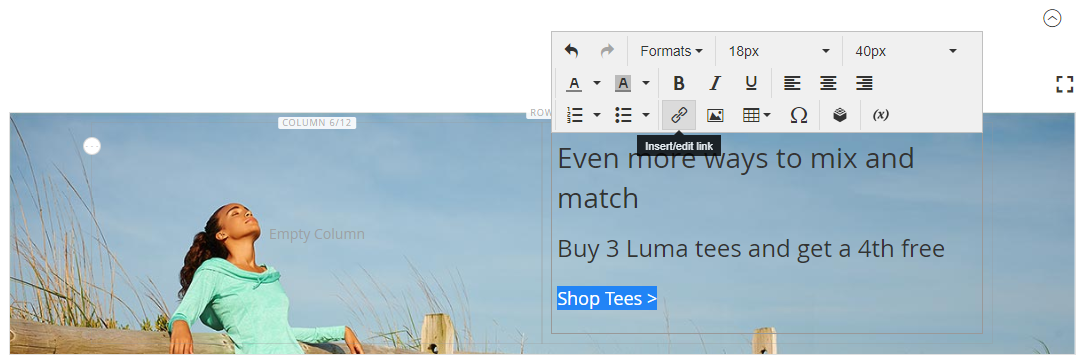 Formats 18px 40px
A A B I U
Ω (x)
COLUMN 6/12
ROW
Insert/edit link
Even more ways to mix and
match
Empty Column
Buy 3 Luma tees and get a 4th free
Shop Tees >